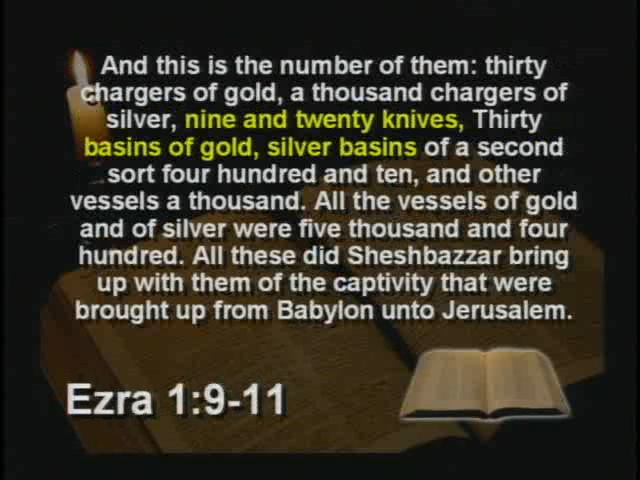 And this is the number of them: thirty
chargers of gold, a thousand chargers of
silver, nine and twenty knives, Thirty
basins of gold, silver basins of a second
sort four hundred and ten, and other
vessels a thousand. All the vessels of gold
and of silver were five thousand and four
hundred. All these did Sheshbazzar bring
up with them of the captivity that were
brought up from Babylon unto Jerusalem.
Ezra 1:9-11